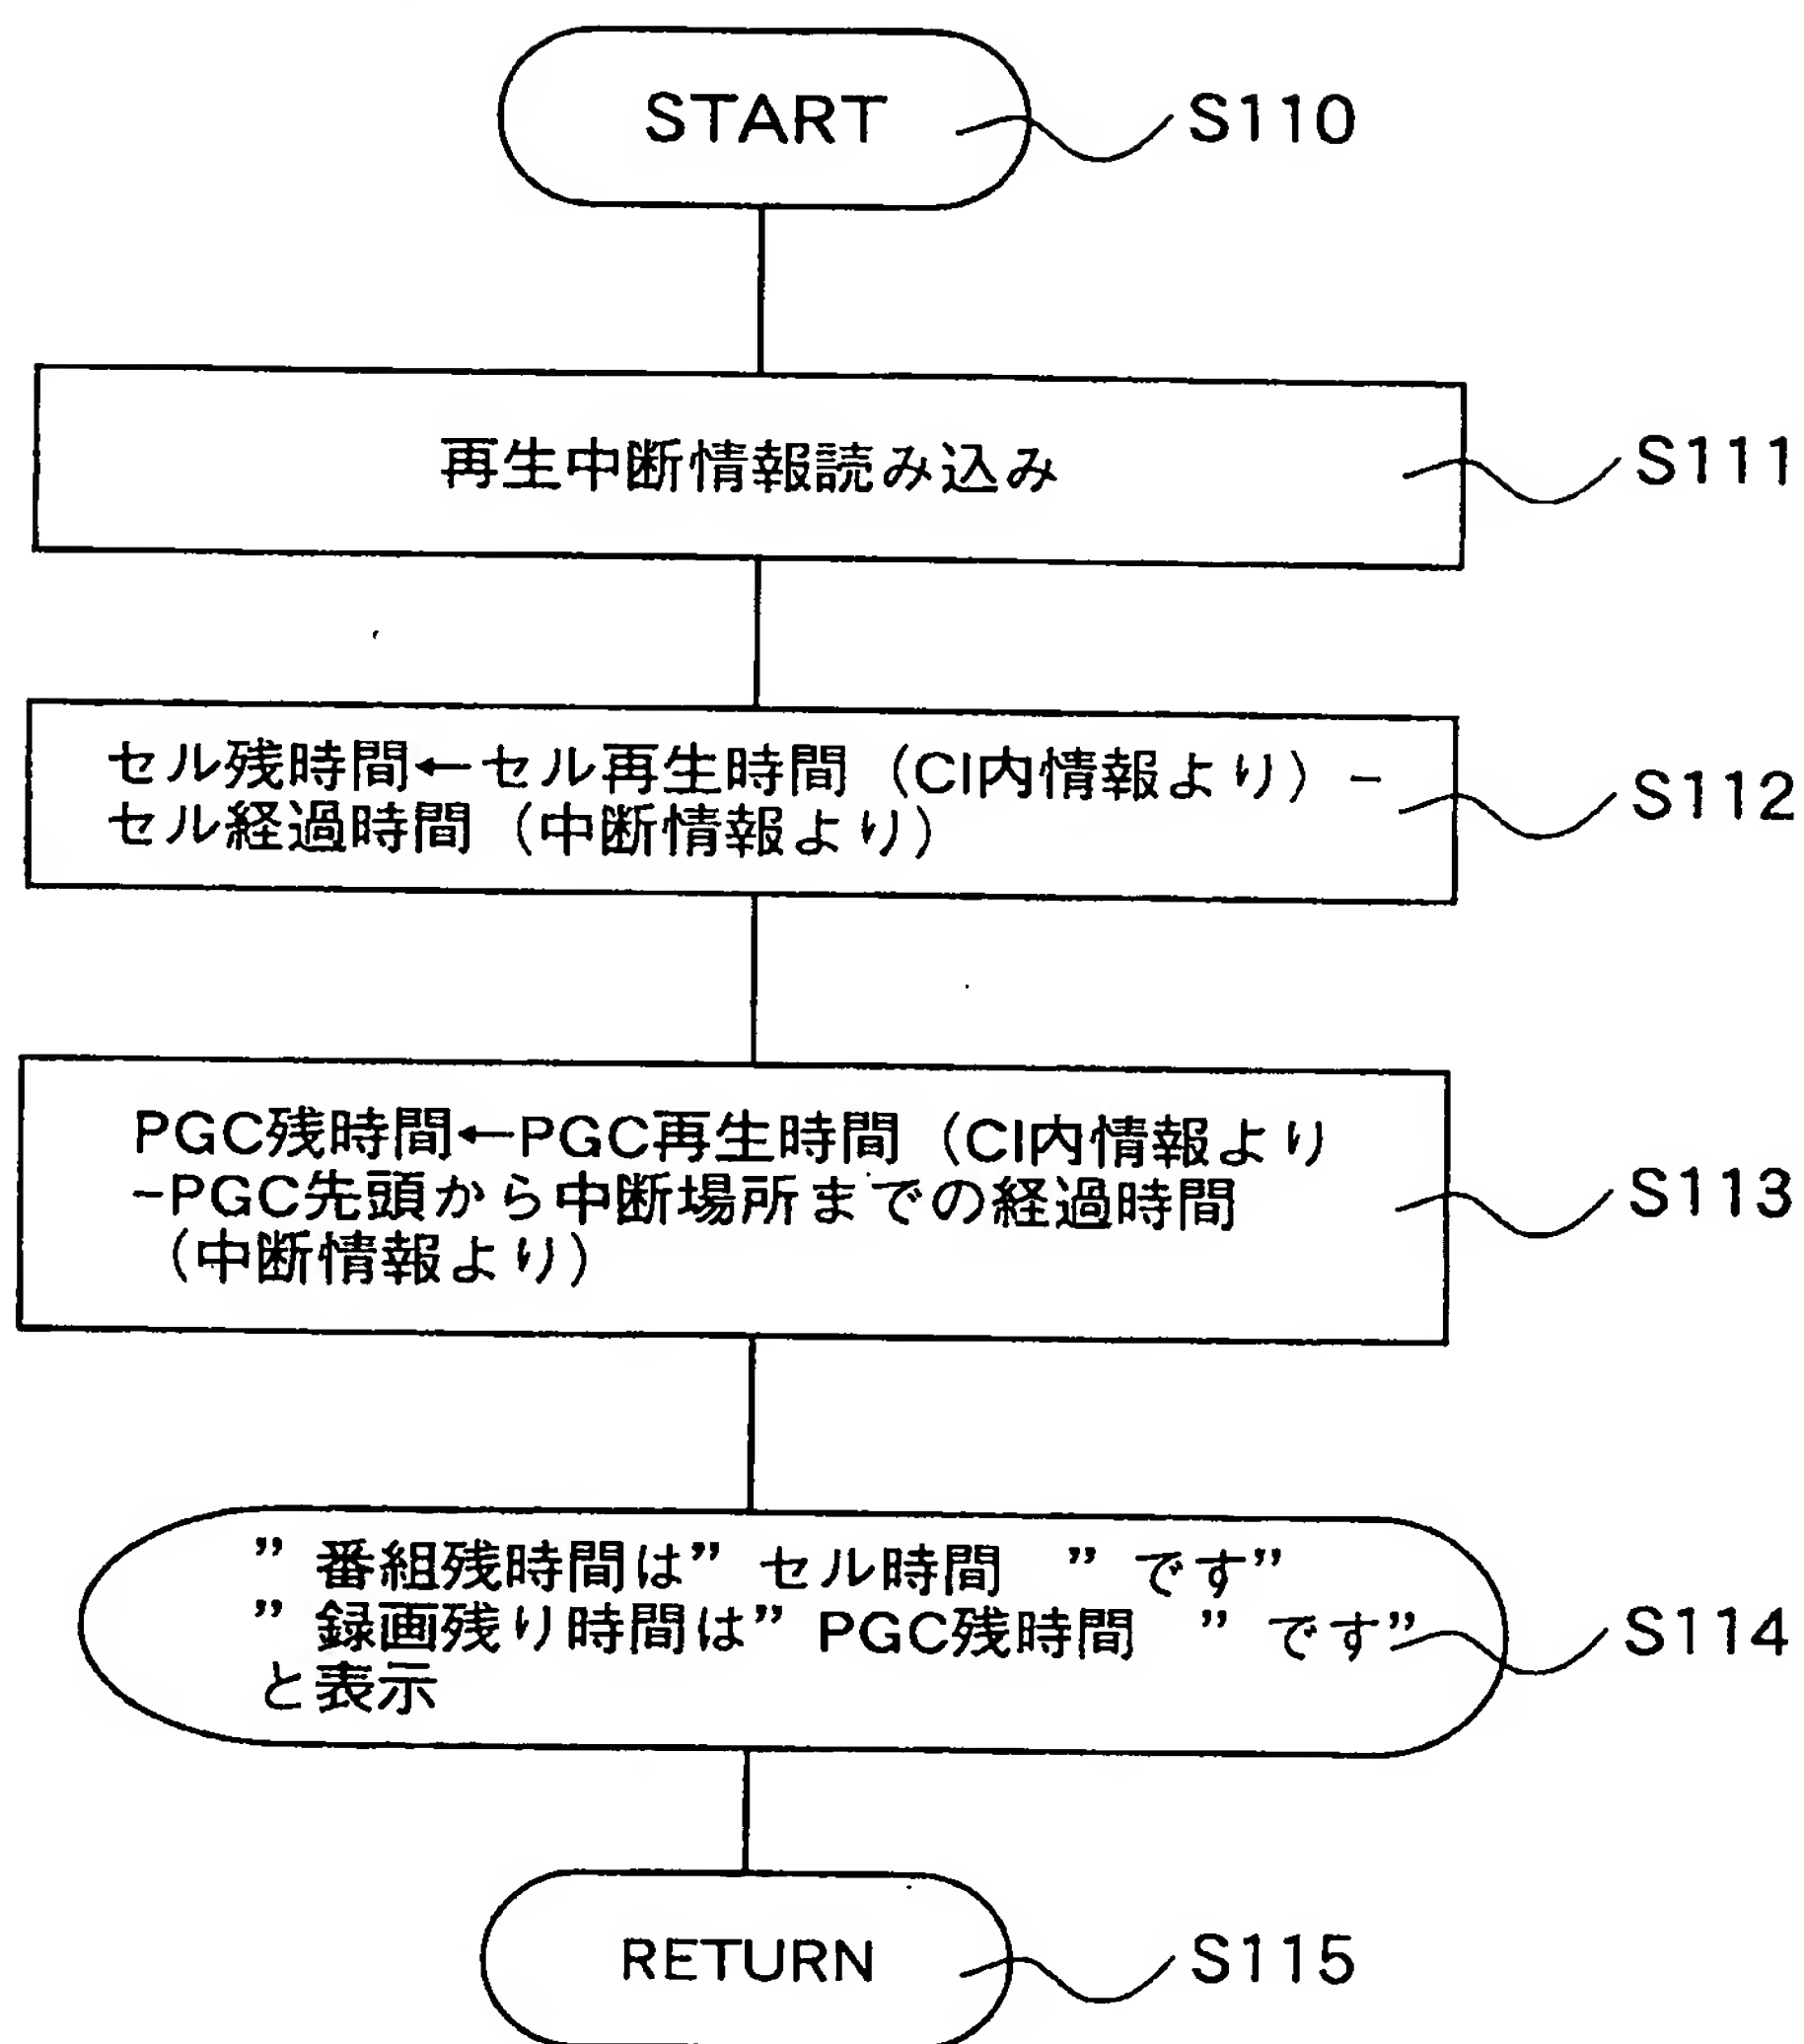 START
S110
再生中断情報読み込み
S111
セル残時間←セル再生時間（CI内情報より）－
セル経過時間（中断情報より）
S112
PGC残時間←PGC再生時間（CI内情報より
-PGC先頭から中断場所までの経過時間
（中断情報より）
S113
” 番組残時間は” セル時間 ” です”
” 録画残り時間は” PGC残時間 ” です”
と表示
S114
RETURN
S115